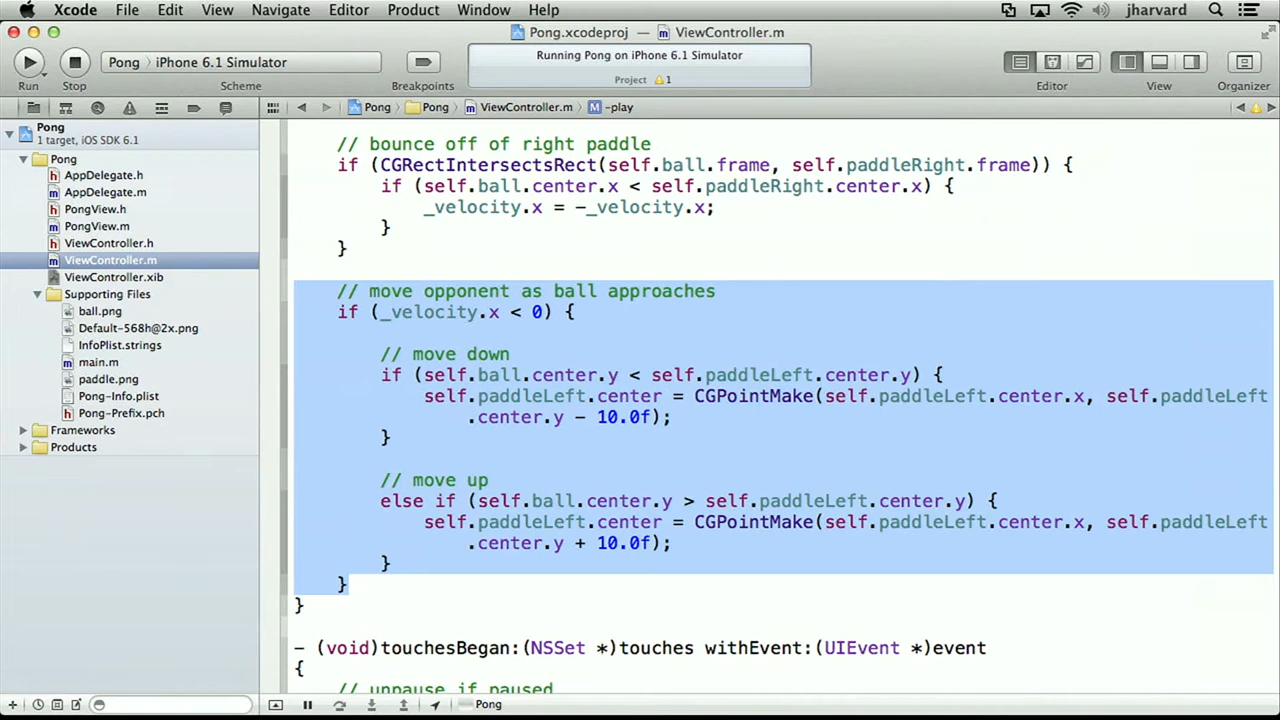 Xcode File Edit View Navigate Editor Product Window Help jharvard
Pong.xcodeproj — ViewController.m
Pong 〉 iPhone 6.1 Simulator
Running Pong on iPhone 6.1 Simulator
Project 1
Run Stop Scheme Breakpoints Editor View Organizer
Pong 〉 Pong 〉 ViewController.m 〉 M -play
Pong
1 target, iOS SDK 6.1
Pong
AppDelegate.h
AppDelegate.m
PongView.h
PongView.m
ViewController.h
ViewController.m
ViewController.xib
Supporting Files
ball.png
Default-568h@2x.png
InfoPlist.strings
main.m
paddle.png
Pong-Info.plist
Pong-Prefix.pch
Frameworks
Products
// bounce off of right paddle
if (CGRectIntersectsRect(self.ball.frame, self.paddleRight.frame)) {
if (self.ball.center.x < self.paddleRight.center.x) {
_velocity.x = -_velocity.x;
}
}
// move opponent as ball approaches
if (_velocity.x < 0) {
// move down
if (self.ball.center.y < self.paddleLeft.center.y) {
self.paddleLeft.center = CGPointMake(self.paddleLeft.center.x, self.paddleLeft
.center.y - 10.0f);
}
// move up
else if (self.ball.center.y > self.paddleLeft.center.y) {
self.paddleLeft.center = CGPointMake(self.paddleLeft.center.x, self.paddleLeft
.center.y + 10.0f);
}
}
}
- (void)touchesBegan:(NSSet *)touches withEvent:(UIEvent *)event
{
// unpause if paused
Pong